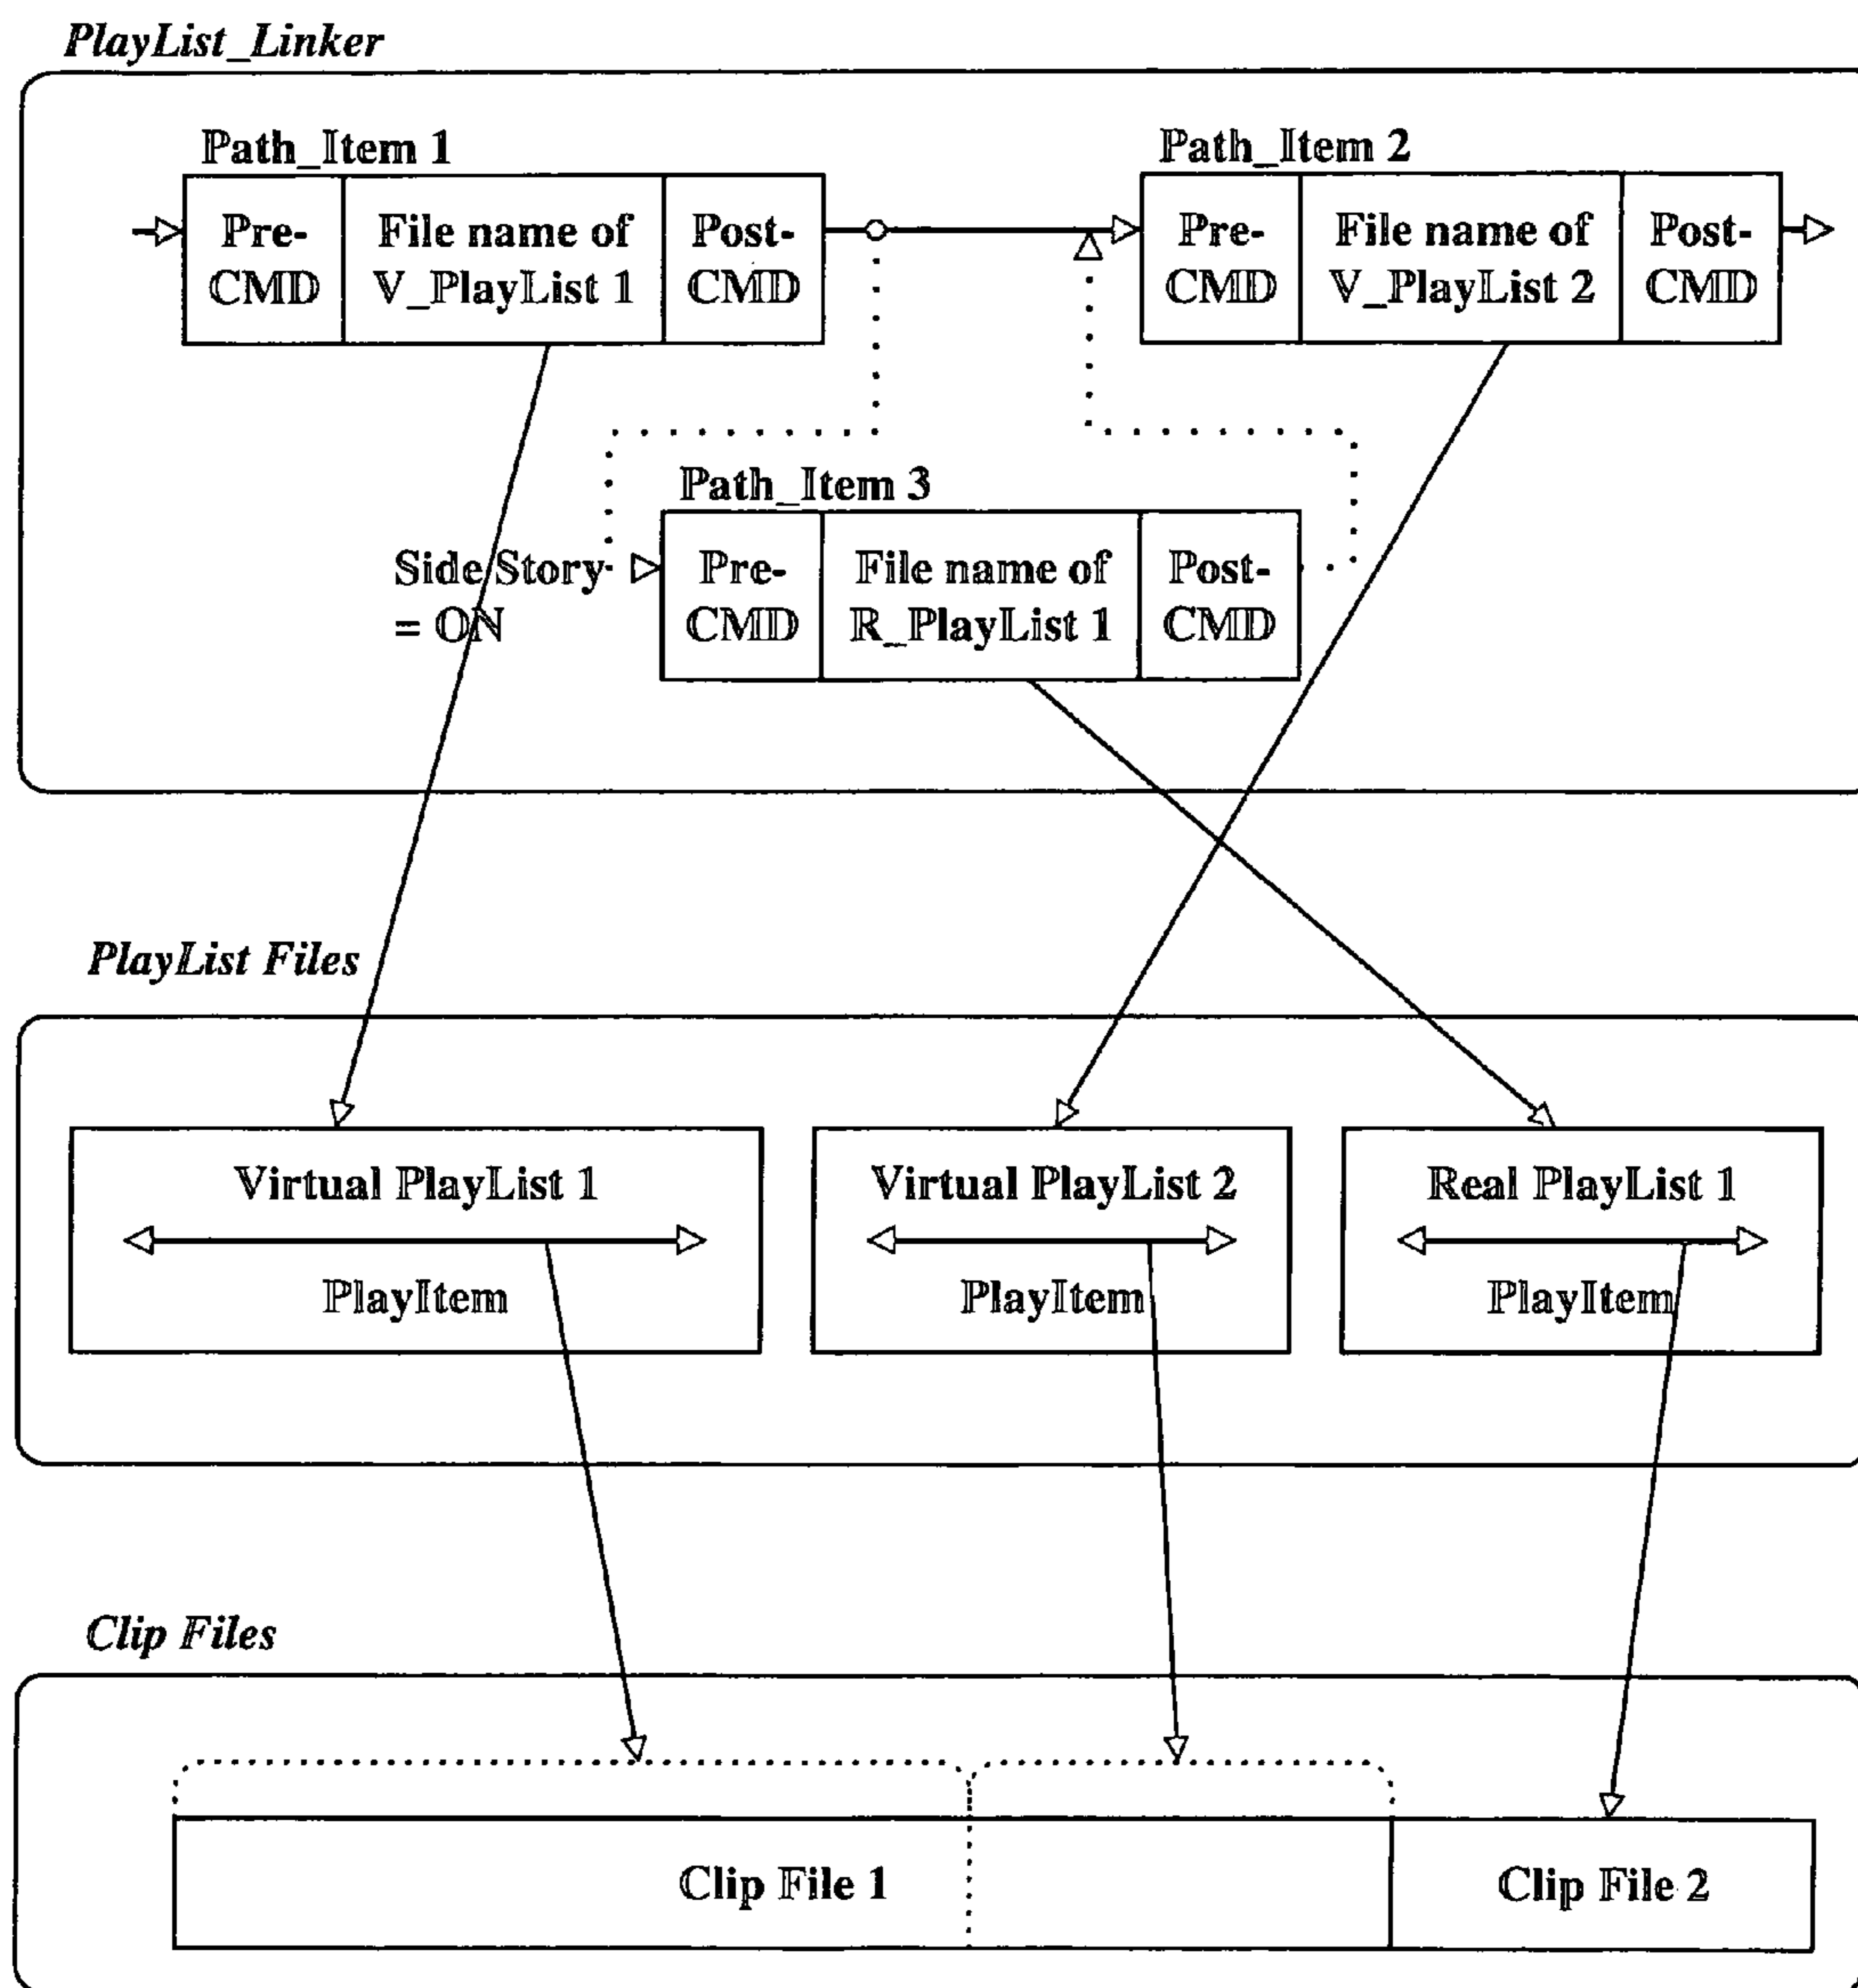 PlayList_Linker
Path_Item 1
Pre-
CMD
File name of
V_PlayList 1
Post-
CMD
Path_Item 2
Pre-
CMD
File name of
V_PlayList 2
Post-
CMD
Path_Item 3
Side Story
= ON
Pre-
CMD
File name of
R_PlayList 1
Post-
CMD
PlayList Files
Virtual PlayList 1
PlayItem
Virtual PlayList 2
PlayItem
Real PlayList 1
PlayItem
Clip Files
Clip File 1
Clip File 2